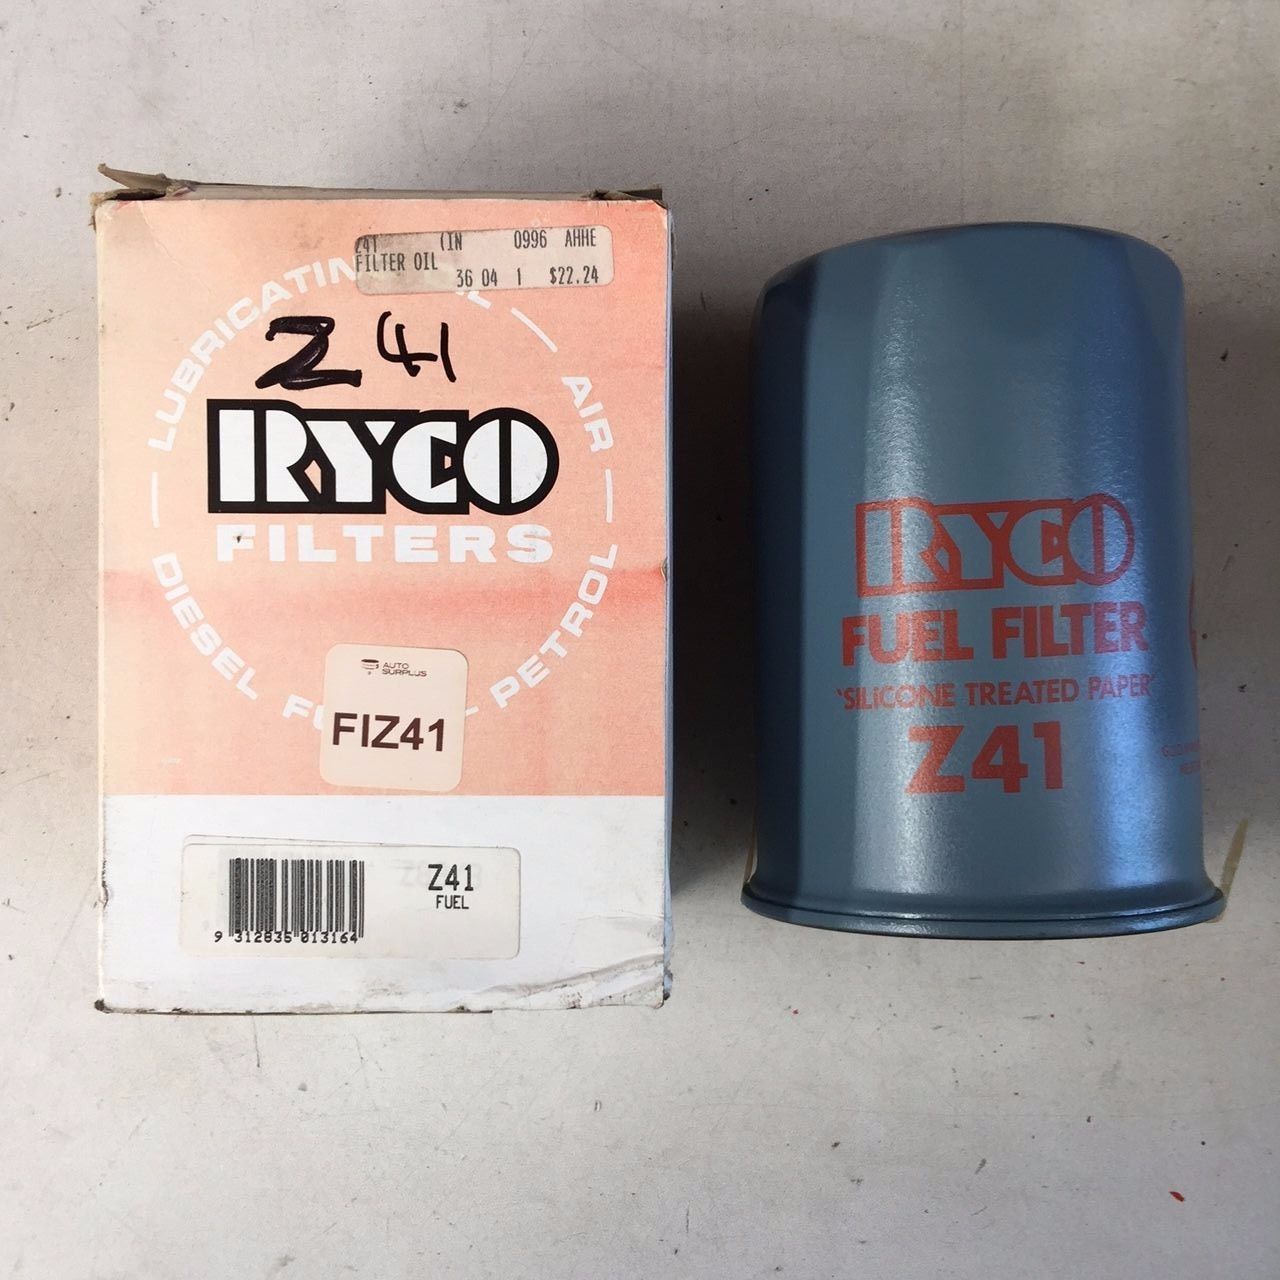 Z41 (IN 0996 AHHE
FILTER OIL 36 04 1 $22.24
LUBRICATING
AIR
Z 41
RYCO
FILTERS
DIESEL
PETROL
AUTO
SURPLUS
FIZ41
Z41
FUEL
9 312835 013164
RYCO
FUEL FILTER
'SILICONE TREATED PAPER'
Z41